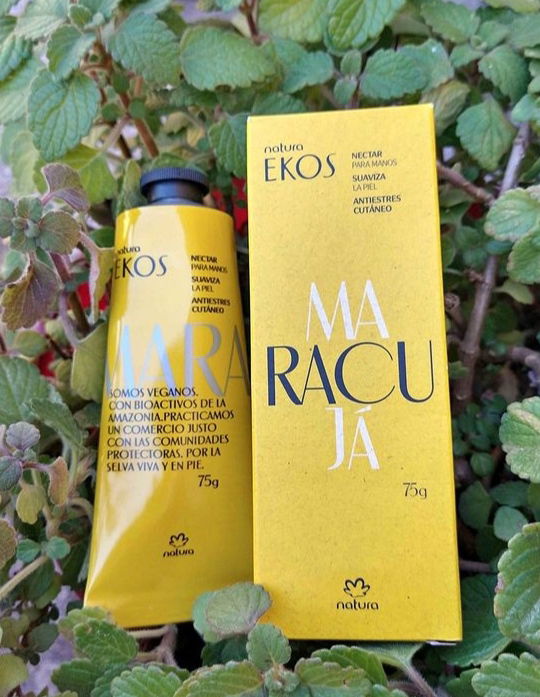 natura
EKOS
NECTAR
PARA MANOS
SUAVIZA
LA PIEL
ANTIESTRES
CUTÁNEO
MARA
SOMOS VEGANOS.
CON BIOACTIVOS DE LA
AMAZONIA.PRACTICAMOS
UN COMERCIO JUSTO
CON LAS COMUNIDADES
PROTECTORAS. POR LA
SELVA VIVA Y EN PIE.
75g
natura
natura
EKOS
NECTAR
PARA MANOS
SUAVIZA
LA PIEL
ANTIESTRES
CUTÁNEO
MA
RACU
JÁ
75g
natura